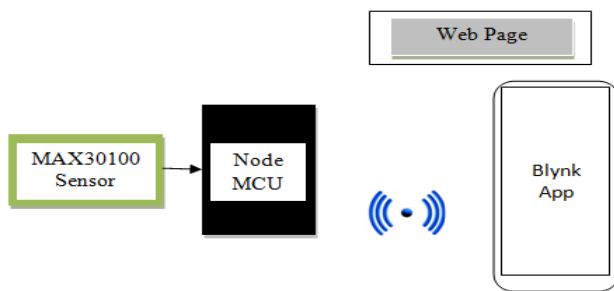 Web Page
MAX30100
Sensor
Node
MCU
Blynk
App